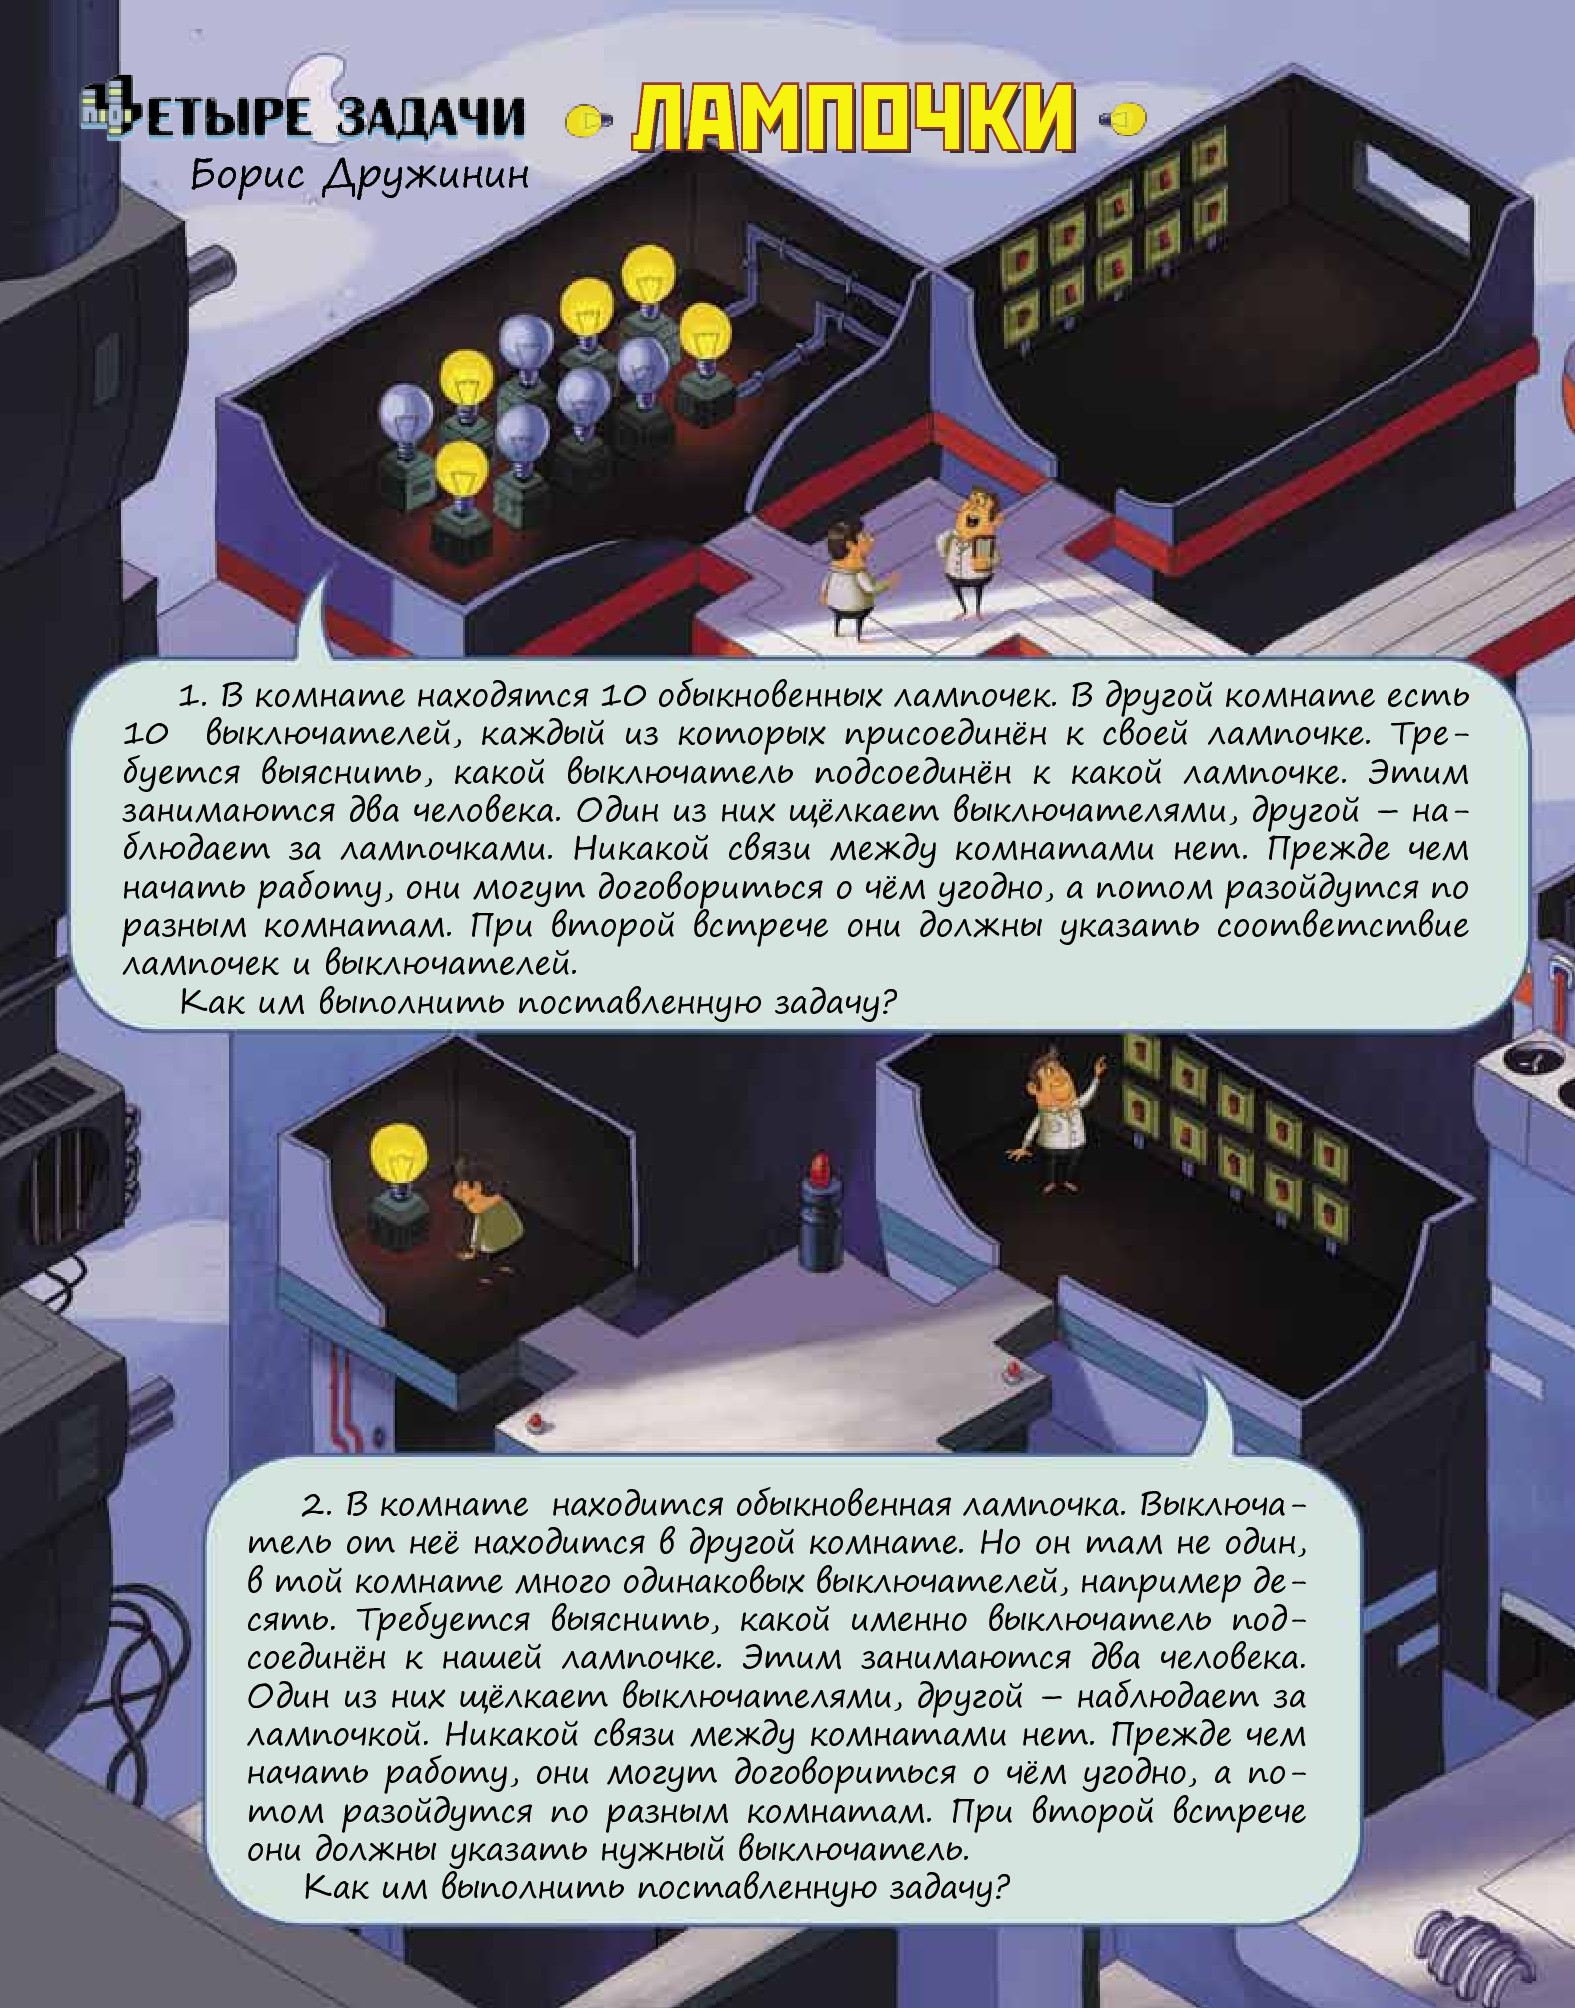 ЧЕТЫРЕ ЗАДАЧИ
Борис Дружинин
ЛАМПОЧКИ
1. В комнате находятся 10 обыкновенных лампочек. В другой комнате есть
10 выключателей, каждый из которых присоединён к своей лампочке. Тре-
буется выяснить, какой выключатель подсоединён к какой лампочке. Этим
занимаются два человека. Один из них щёлкает выключателями, другой – на-
блюдает за лампочками. Никакой связи между комнатами нет. Прежде чем
начать работу, они могут договориться о чём угодно, а потом разойдутся по
разным комнатам. При второй встрече они должны указать соответствие
лампочек и выключателей.
Как им выполнить поставленную задачу?
2. В комнате находится обыкновенная лампочка. Выключа-
тель от неё находится в другой комнате. Но он там не один,
в той комнате много одинаковых выключателей, например де-
сять. Требуется выяснить, какой именно выключатель под-
соединён к нашей лампочке. Этим занимаются два человека.
Один из них щёлкает выключателями, другой – наблюдает за
лампочкой. Никакой связи между комнатами нет. Прежде чем
начать работу, они могут договориться о чём угодно, а по-
том разойдутся по разным комнатам. При второй встрече
они должны указать нужный выключатель.
Как им выполнить поставленную задачу?